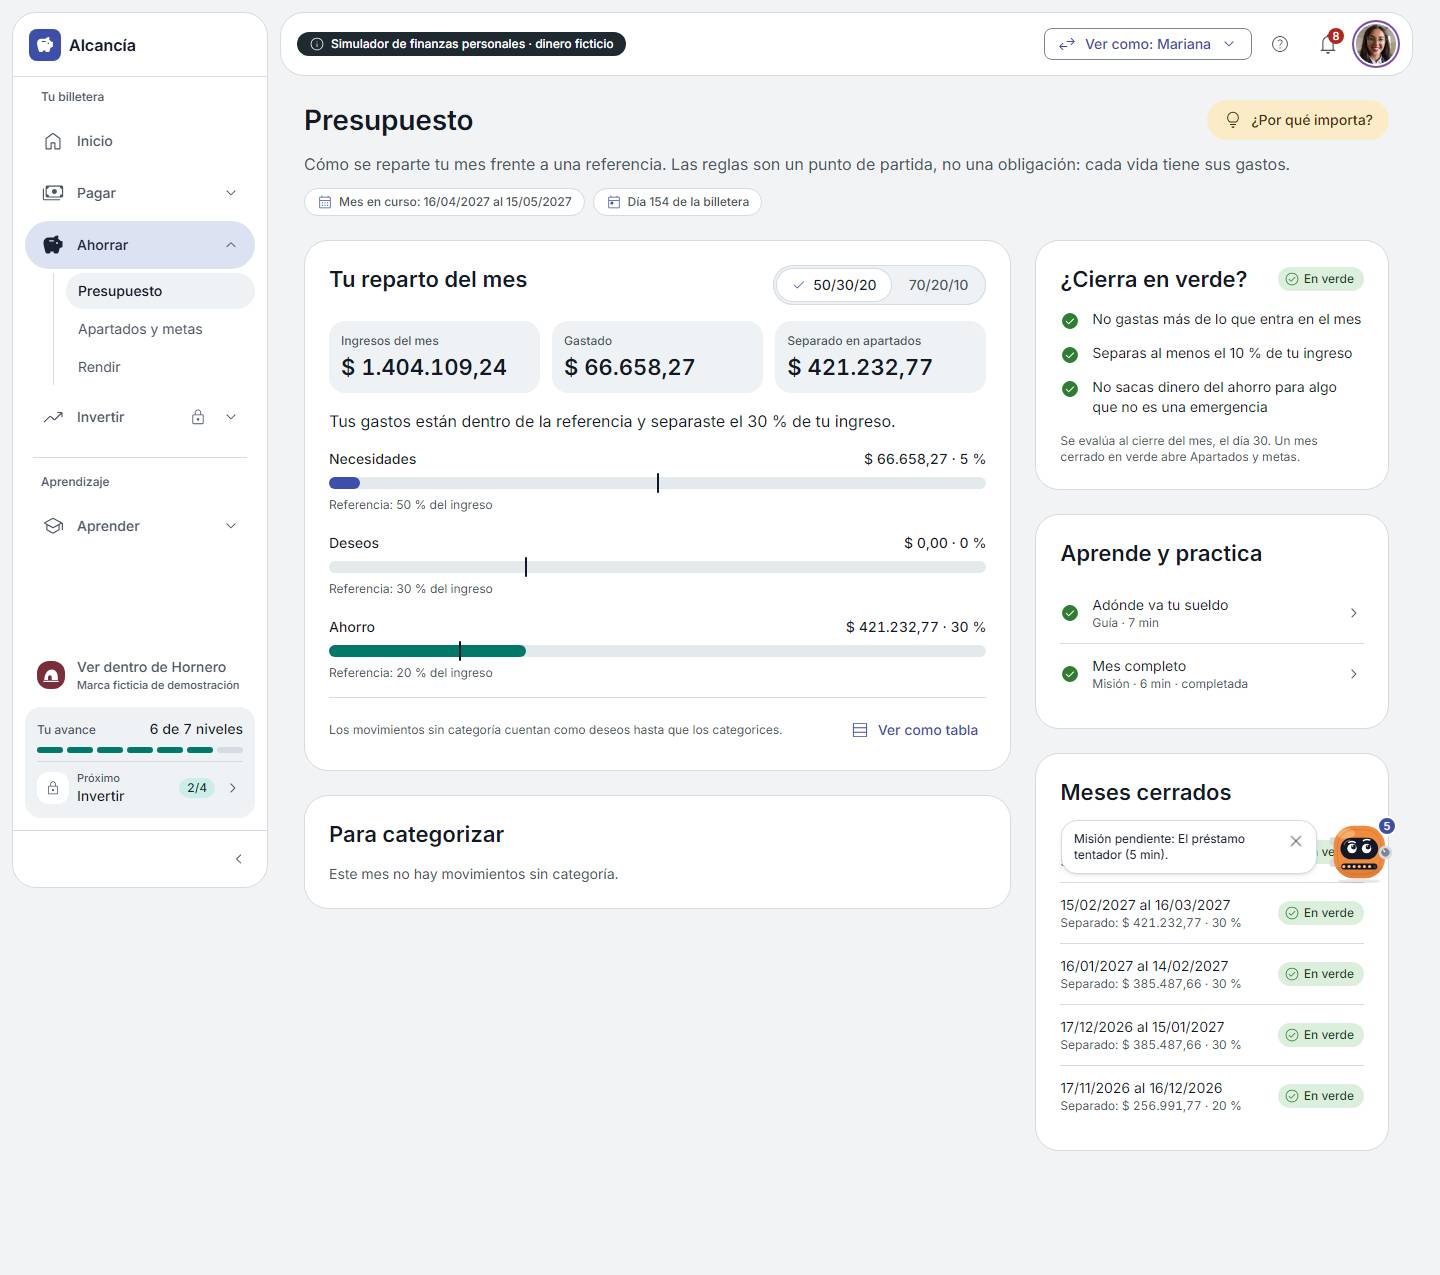 Alcancía
Simulador de finanzas personales · dinero ficticio
Ver como: Mariana
8
Tu billetera
Inicio
Pagar
Ahorrar
Presupuesto
Apartados y metas
Rendir
Invertir
Aprendizaje
Aprender
Ver dentro de Hornero
Marca ficticia de demostración
Tu avance
6 de 7 niveles
Próximo
Invertir
2/4
Presupuesto
¿Por qué importa?
Cómo se reparte tu mes frente a una referencia. Las reglas son un punto de partida, no una obligación: cada vida tiene sus gastos.
Mes en curso: 16/04/2027 al 15/05/2027
Día 154 de la billetera
Tu reparto del mes
50/30/20
70/20/10
Ingresos del mes
$ 1.404.109,24
Gastado
$ 66.658,27
Separado en apartados
$ 421.232,77
Tus gastos están dentro de la referencia y separaste el 30 % de tu ingreso.
Necesidades
$ 66.658,27 · 5 %
Referencia: 50 % del ingreso
Deseos
$ 0,00 · 0 %
Referencia: 30 % del ingreso
Ahorro
$ 421.232,77 · 30 %
Referencia: 20 % del ingreso
Los movimientos sin categoría cuentan como deseos hasta que los categorices.
Ver como tabla
Para categorizar
Este mes no hay movimientos sin categoría.
¿Cierra en verde?
En verde
No gastas más de lo que entra en el mes
Separas al menos el 10 % de tu ingreso
No sacas dinero del ahorro para algo
que no es una emergencia
Se evalúa al cierre del mes, el día 30. Un mes
cerrado en verde abre Apartados y metas.
Aprende y practica
Adónde va tu sueldo
Guía · 7 min
Mes completo
Misión · 6 min · completada
Meses cerrados
Misión pendiente: El préstamo
tentador (5 min).
5
15/02/2027 al 16/03/2027
Separado: $ 421.232,77 · 30 %
En verde
16/01/2027 al 14/02/2027
Separado: $ 385.487,66 · 30 %
En verde
17/12/2026 al 15/01/2027
Separado: $ 385.487,66 · 30 %
En verde
17/11/2026 al 16/12/2026
Separado: $ 256.991,77 · 20 %
En verde